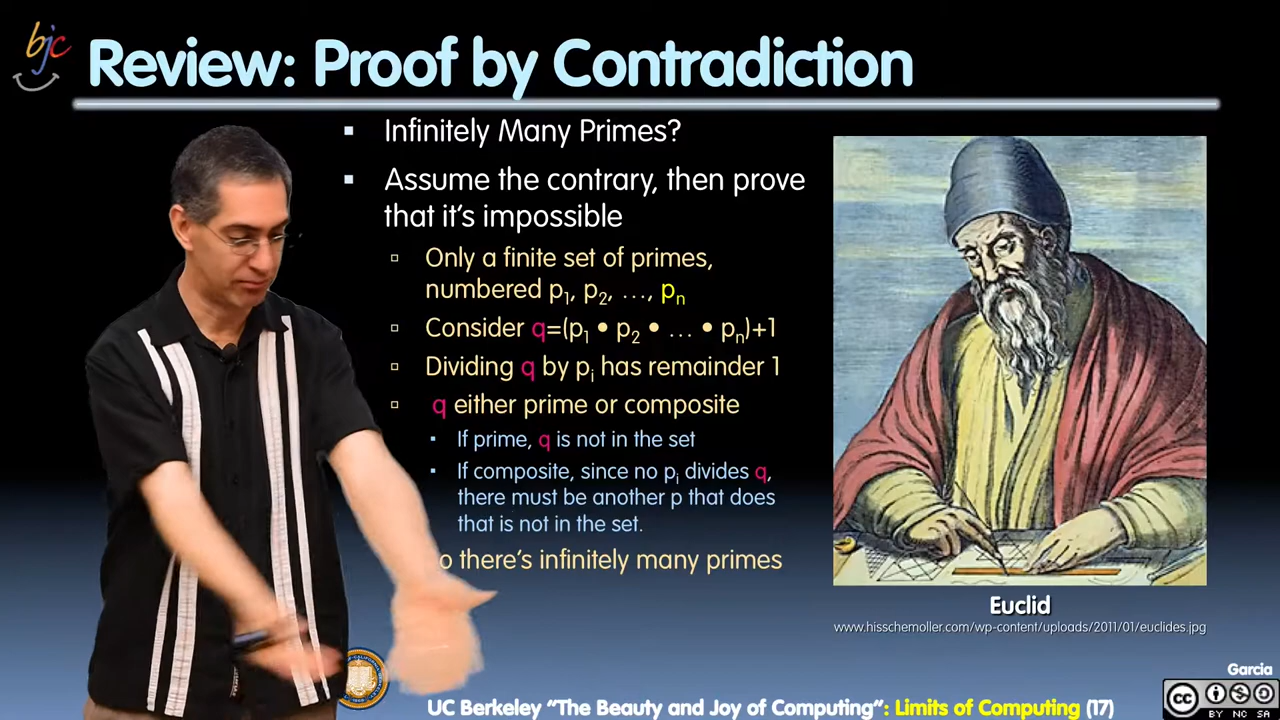 bjc
Review: Proof by Contradiction
Infinitely Many Primes?
Assume the contrary, then prove
that it's impossible
Only a finite set of primes,
numbered p₁, p₂, …, pₙ
Consider q=(p₁ • p₂ • … • pₙ)+1
Dividing q by pᵢ has remainder 1
q either prime or composite
If prime, q is not in the set
If composite, since no pᵢ divides q,
there must be another p that does
that is not in the set.
o there's infinitely many primes
Euclid
www.hisschemoller.com/wp-content/uploads/2011/01/euclides.jpg
Garcia
UC Berkeley "The Beauty and Joy of Computing": Limits of Computing (17)
cc
BY NC SA